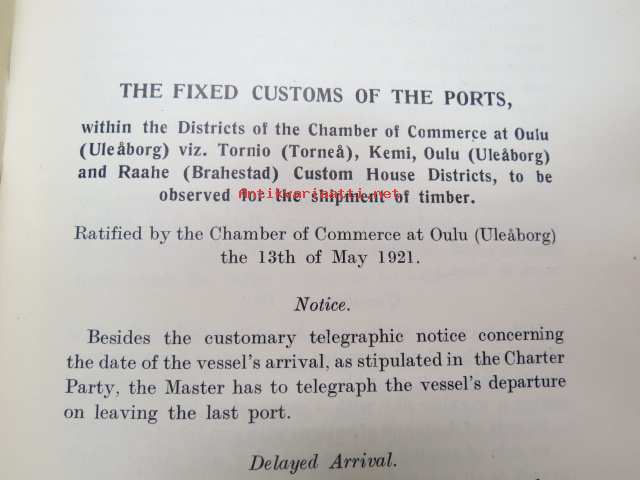 THE FIXED CUSTOMS OF THE PORTS,
within the Districts of the Chamber of Commerce at Oulu
(Uleåborg) viz. Tornio (Torneå), Kemi, Oulu (Uleåborg)
and Raahe (Brahestad) Custom House Districts, to be
observed for the shipment of timber.
Antikkariaatti.net
Ratified by the Chamber of Commerce at Oulu (Uleåborg)
the 13th of May 1921.
Notice.
Besides the customary telegraphic notice concerning
the date of the vessel's arrival, as stipulated in the Charter
Party, the Master has to telegraph the vessel's departure
on leaving the last port.
Delayed Arrival.